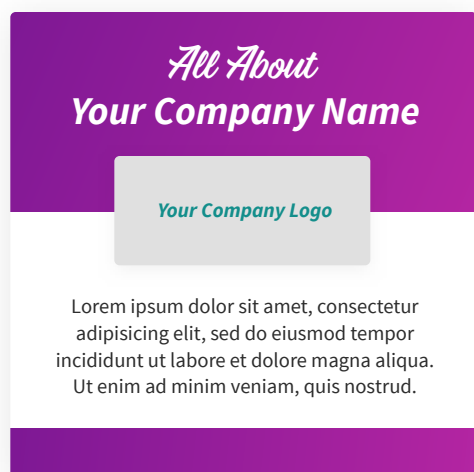 All About
Your Company Name
Your Company Logo
Lorem ipsum dolor sit amet, consectetur
adipisicing elit, sed do eiusmod tempor
incididunt ut labore et dolore magna aliqua.
Ut enim ad minim veniam, quis nostrud.